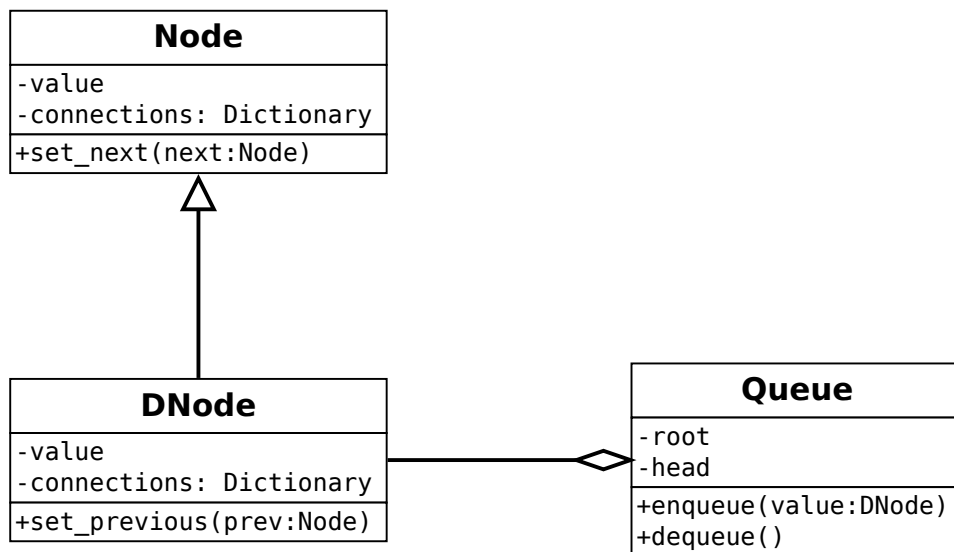 Node
-value
-connections: Dictionary
+set_next(next:Node)
DNode
-value
-connections: Dictionary
+set_previous(prev:Node)
Queue
-root
-head
+enqueue(value:DNode)
+dequeue()